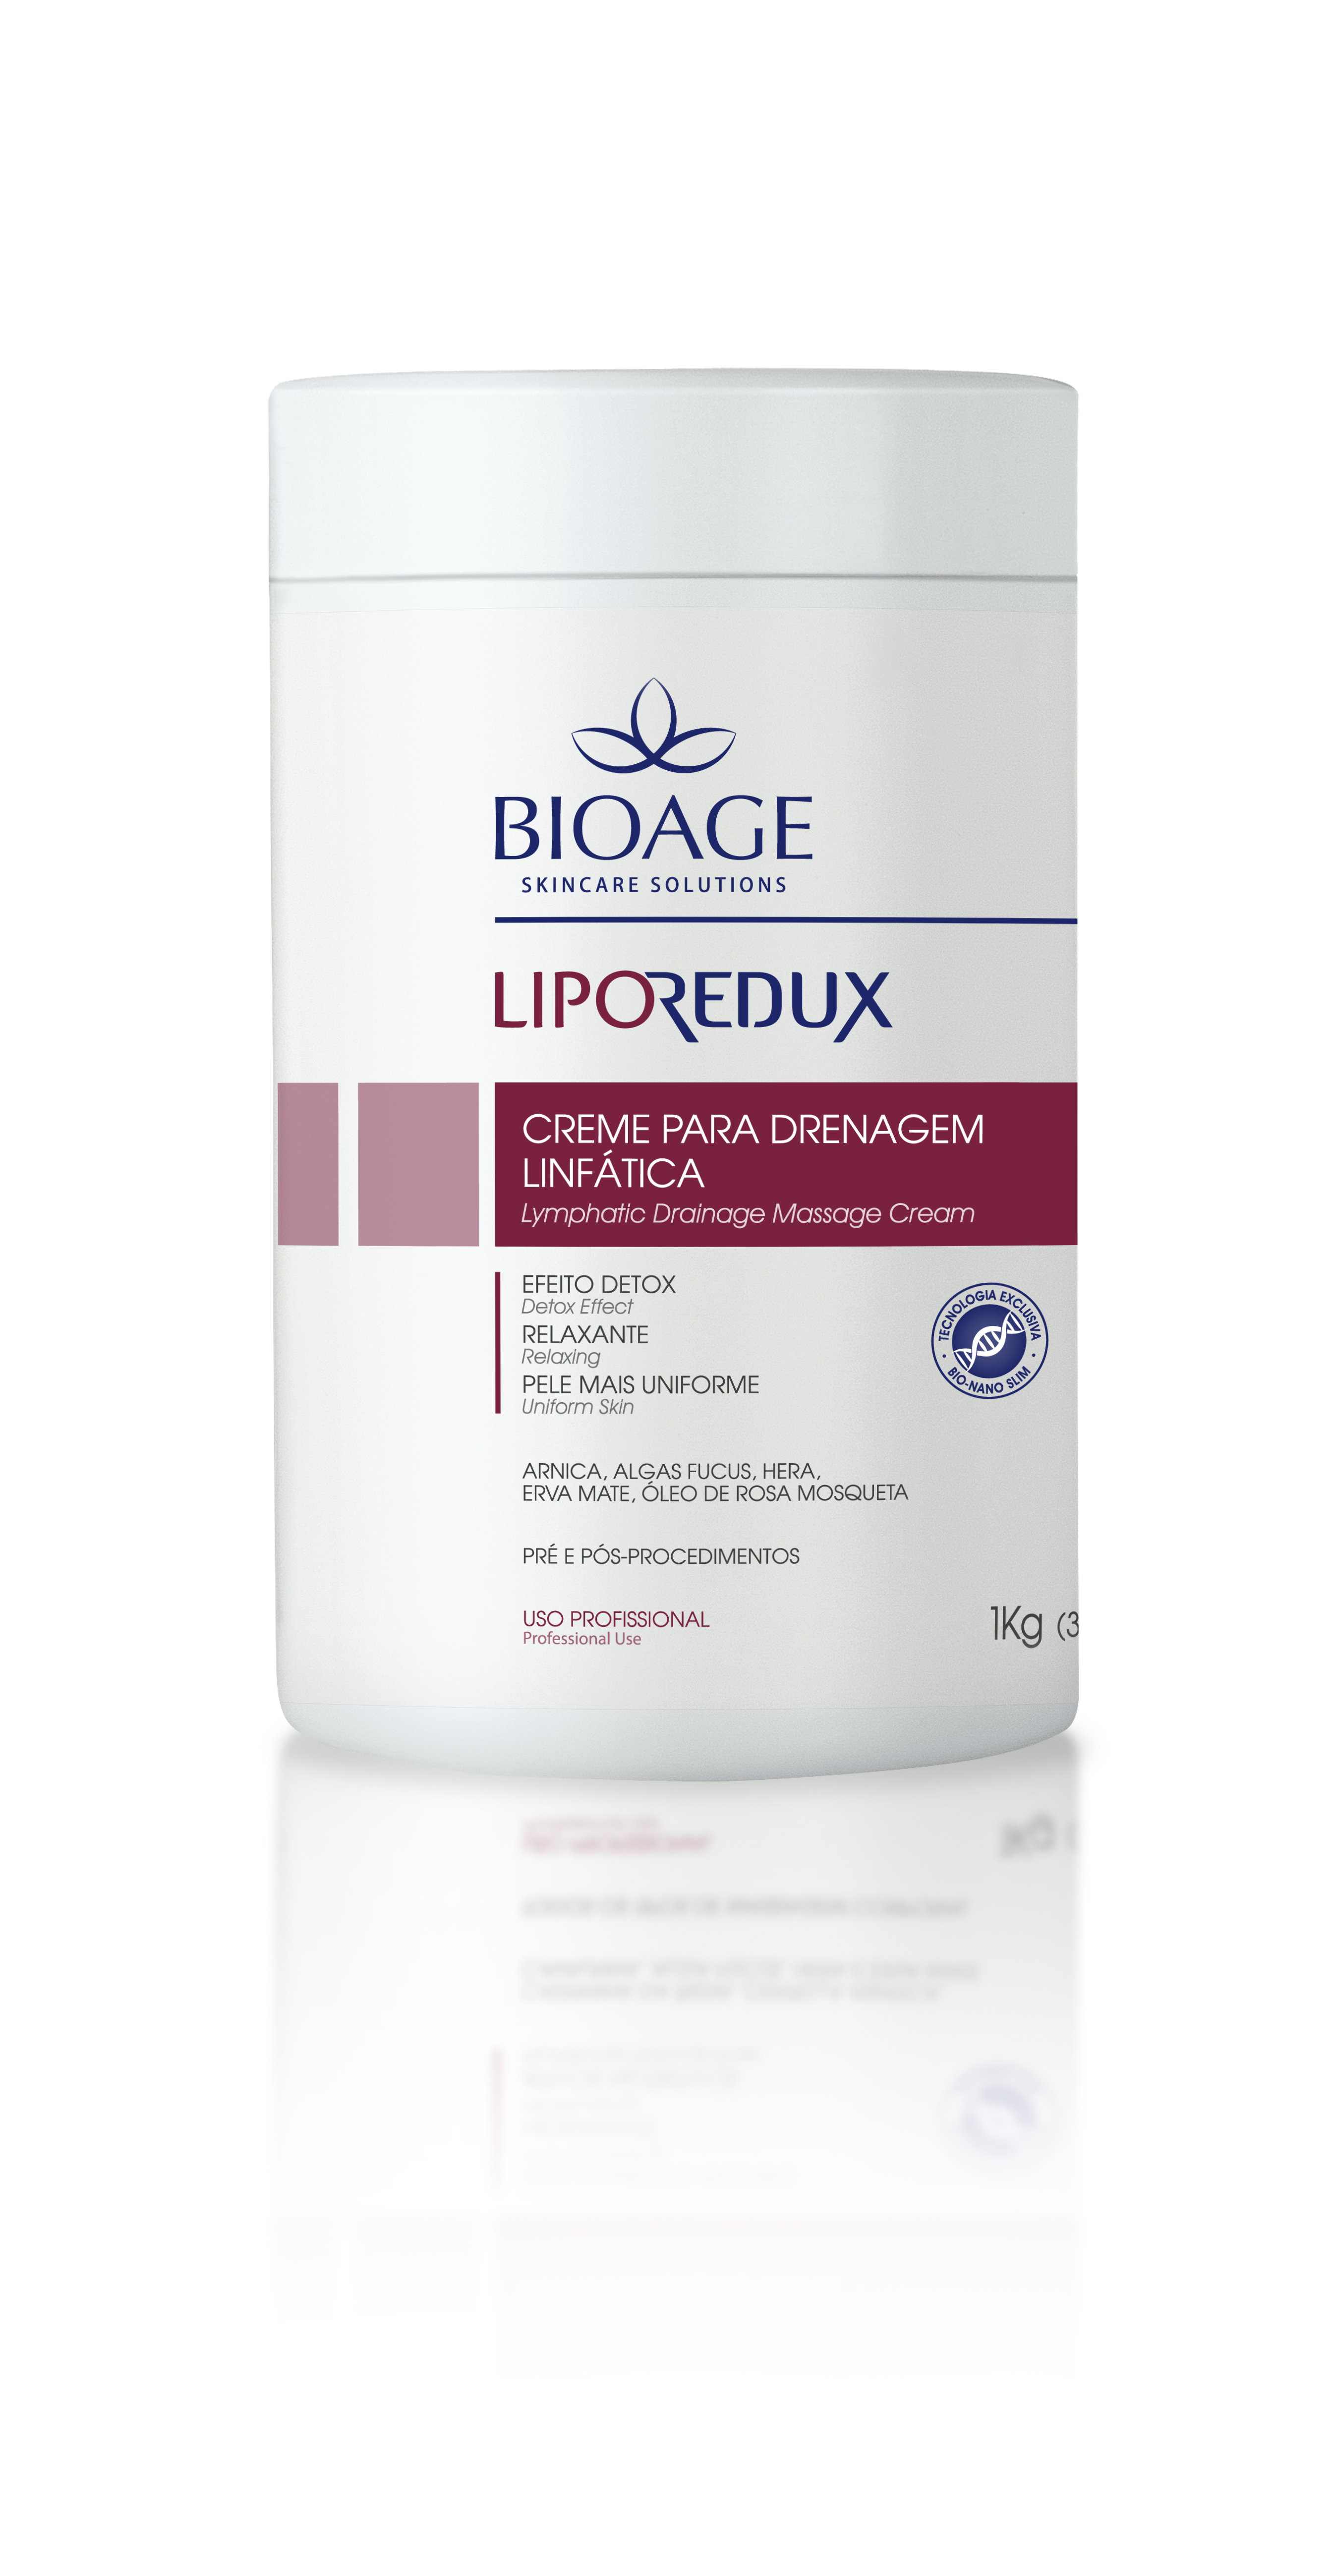 BIOAGE
SKINCARE SOLUTIONS
LIPOREDUX
CREME PARA DRENAGEM
LINFÁTICA
Lymphatic Drainage Massage Cream
EFEITO DETOX
Detox Effect
RELAXANTE
Relaxing
PELE MAIS UNIFORME
Uniform Skin
• TECNOLOGIA EXCLUSIVA •
BIO-NANO SLIM
ARNICA, ALGAS FUCUS, HERA,
ERVA MATE, ÓLEO DE ROSA MOSQUETA
PRÉ E PÓS-PROCEDIMENTOS
USO PROFISSIONAL
Professional Use
1Kg (3